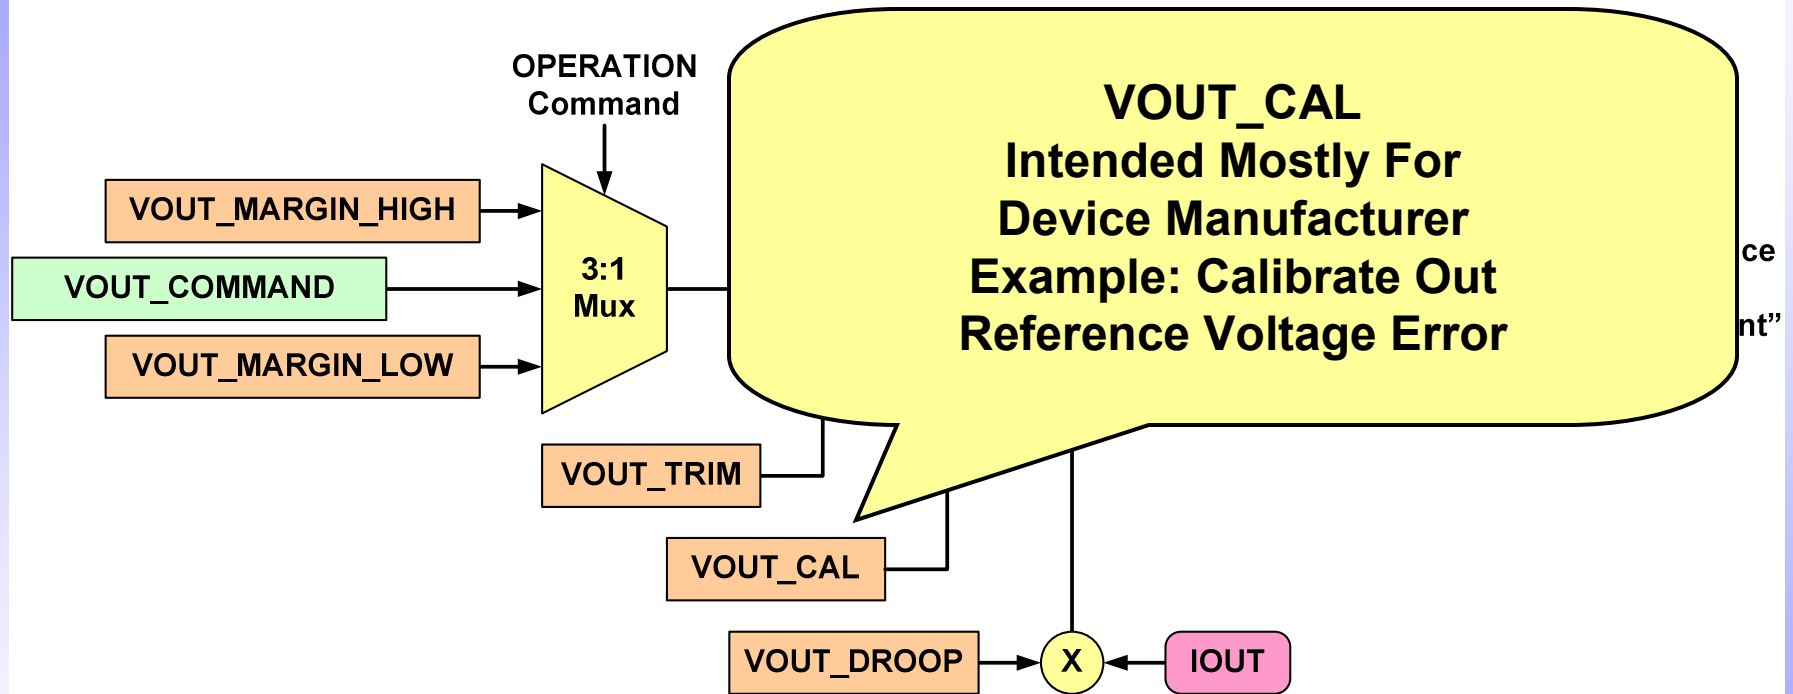 OPERATION
Command
VOUT_CAL
Intended Mostly For
Device Manufacturer
Example: Calibrate Out
Reference Voltage Error
VOUT_MARGIN_HIGH
VOUT_COMMAND
VOUT_MARGIN_LOW
3:1
Mux
ce
nt”
VOUT_TRIM
VOUT_CAL
VOUT_DROOP
X
IOUT